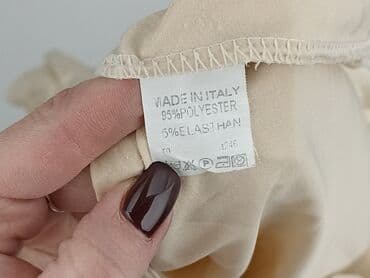 MADE IN ITALY
95% POLYESTER
5% ELASTHAN
P